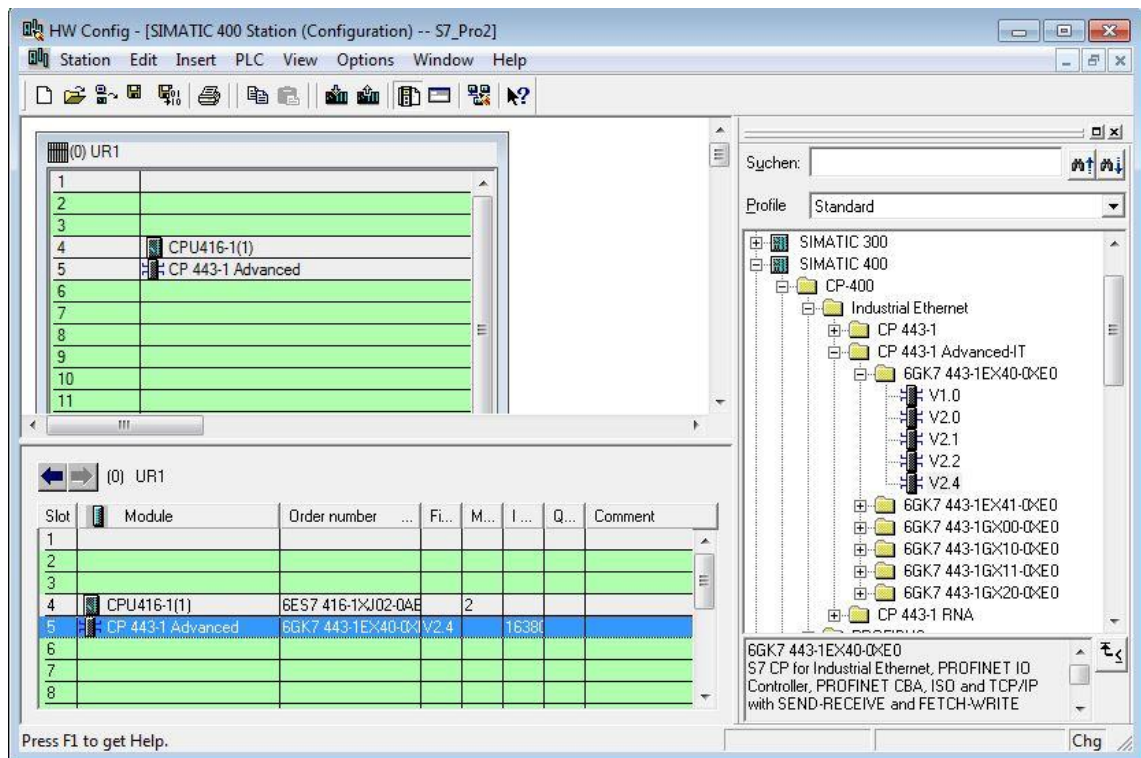 HW Config - [SIMATIC 400 Station (Configuration) -- S7_Pro2]
Station Edit Insert PLC View Options Window Help
(0) UR1
1
2
3
4 CPU416-1(1)
5 CP 443-1 Advanced
6
7
8
9
10
11
Suchen:
Profile Standard
SIMATIC 300
SIMATIC 400
CP-400
Industrial Ethernet
CP 443-1
CP 443-1 Advanced-IT
6GK7 443-1EX40-0XE0
V1.0
V2.0
V2.1
V2.2
V2.4
6GK7 443-1EX41-0XE0
6GK7 443-1GX00-0XE0
6GK7 443-1GX10-0XE0
6GK7 443-1GX11-0XE0
6GK7 443-1GX20-0XE0
CP 443-1 RNA
(0) UR1
Slot Module Order number ... Fi... M... I ... Q... Comment
1
2
3
4 CPU416-1(1) 6ES7 416-1XJ02-0AB 2
5 CP 443-1 Advanced 6GK7 443-1EX40-0X V2.4 1638
6
7
8
6GK7 443-1EX40-0XE0
S7 CP for Industrial Ethernet, PROFINET IO
Controller, PROFINET CBA, ISO and TCP/IP
with SEND-RECEIVE and FETCH-WRITE
Press F1 to get Help.
Chg